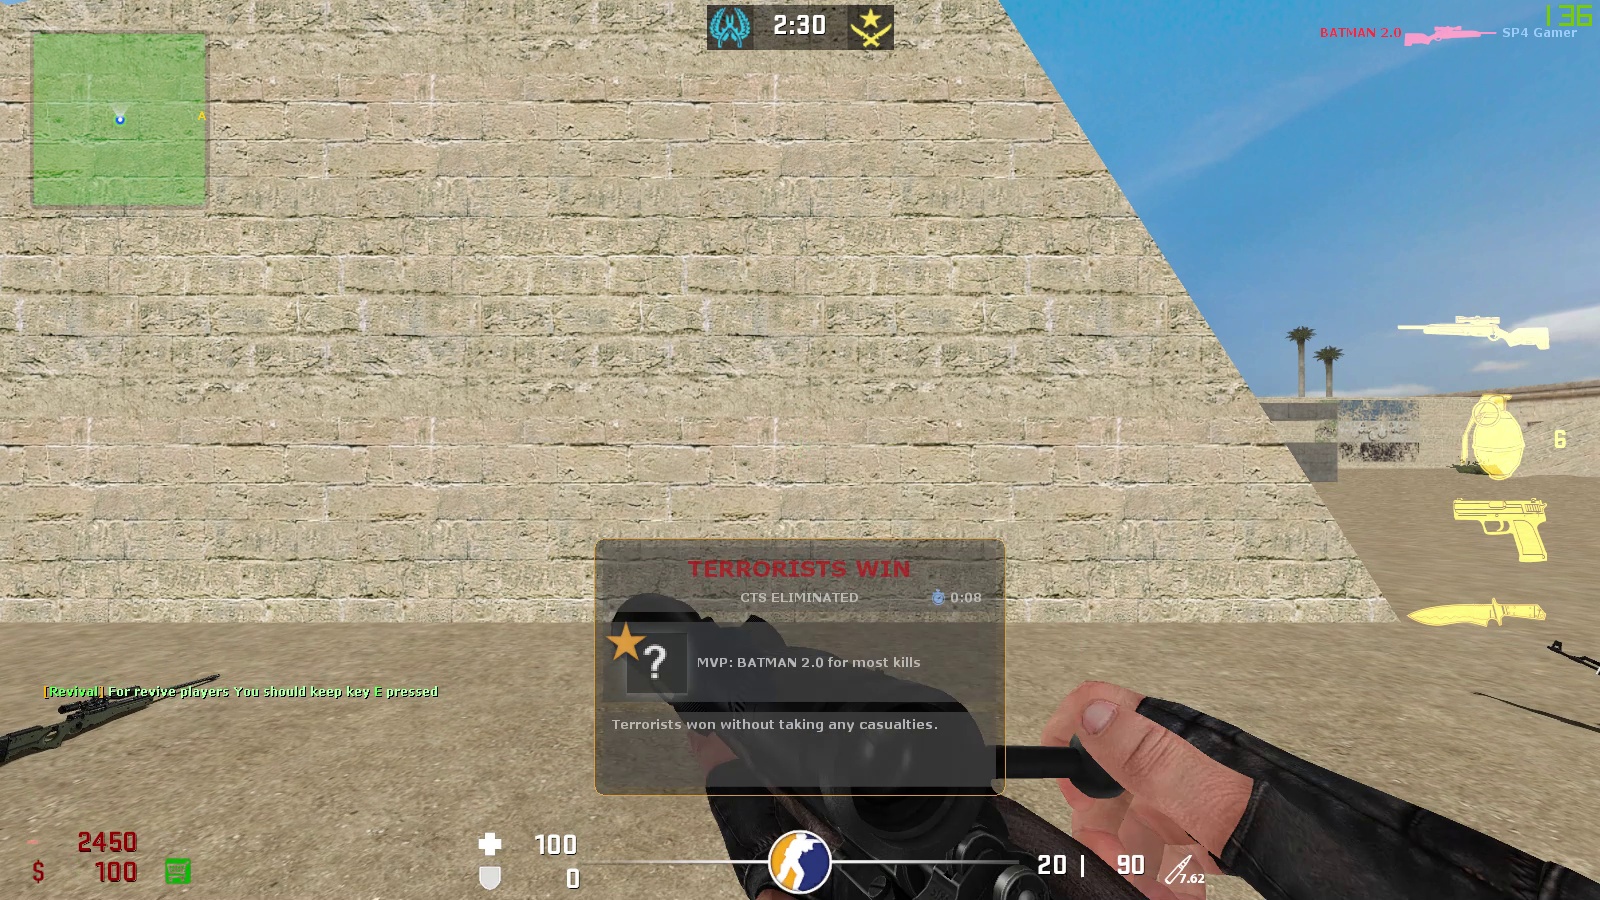 2:30
136
BATMAN 2.0 SP4 Gamer
A
6
TERRORISTS WIN
CTS ELIMINATED 0:08
?
MVP: BATMAN 2.0 for most kills
[Revival] For revive players You should keep key E pressed
Terrorists won without taking any casualties.
- 2450
$ 100
100
0
20 | 90
7.62